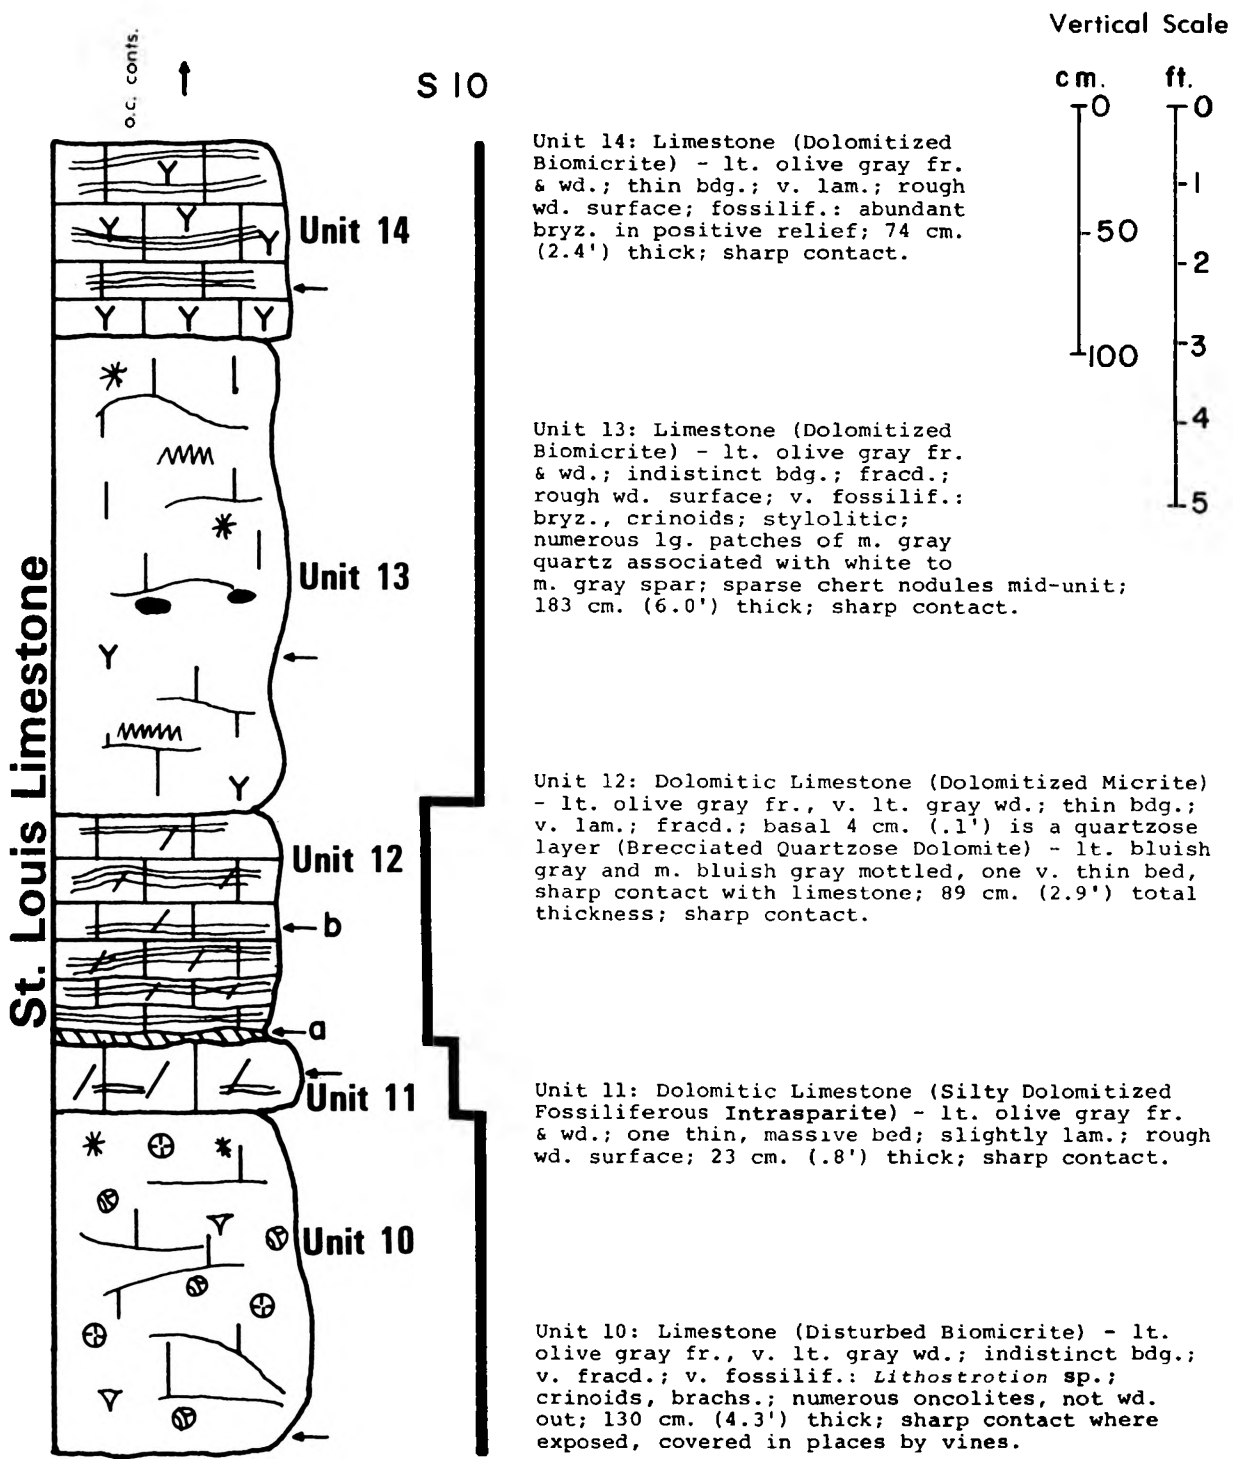 o.c. conts.
S 10
Vertical Scale
cm.
ft.
0
50
100
0
1
2
3
4
5
St. Louis Limestone
Unit 14
Unit 14: Limestone (Dolomitized
Biomicrite) - lt. olive gray fr.
& wd.; thin bdg.; v. lam.; rough
wd. surface; fossilif.: abundant
bryz. in positive relief; 74 cm.
(2.4') thick; sharp contact.
Unit 13
Unit 13: Limestone (Dolomitized
Biomicrite) - lt. olive gray fr.
& wd.; indistinct bdg.; fracd.;
rough wd. surface; v. fossilif.:
bryz., crinoids; stylolitic;
numerous lg. patches of m. gray
quartz associated with white to
m. gray spar; sparse chert nodules mid-unit;
183 cm. (6.0') thick; sharp contact.
Unit 12
b
a
Unit 12: Dolomitic Limestone (Dolomitized Micrite)
- lt. olive gray fr., v. lt. gray wd.; thin bdg.;
v. lam.; fracd.; basal 4 cm. (.1') is a quartzose
layer (Brecciated Quartzose Dolomite) - lt. bluish
gray and m. bluish gray mottled, one v. thin bed,
sharp contact with limestone; 89 cm. (2.9') total
thickness; sharp contact.
Unit 11
Unit 11: Dolomitic Limestone (Silty Dolomitized
Fossiliferous Intrasparite) - lt. olive gray fr.
& wd.; one thin, massive bed; slightly lam.; rough
wd. surface; 23 cm. (.8') thick; sharp contact.
Unit 10
Unit 10: Limestone (Disturbed Biomicrite) - lt.
olive gray fr., v. lt. gray wd.; indistinct bdg.;
v. fracd.; v. fossilif.: Lithostrotion sp.;
crinoids, brachs.; numerous oncolites, not wd.
out; 130 cm. (4.3') thick; sharp contact where
exposed, covered in places by vines.